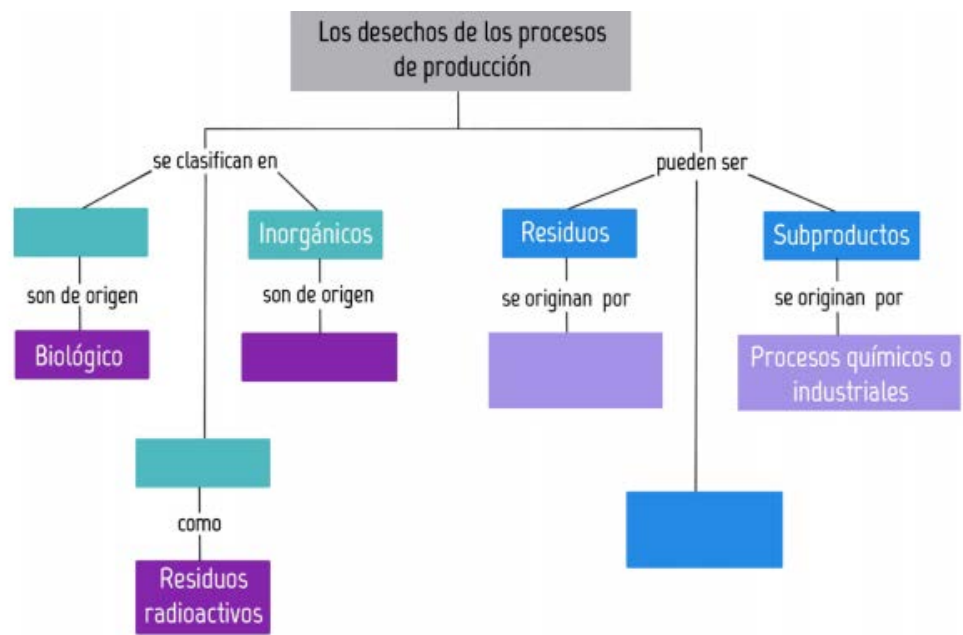 Los desechos de los procesos
de producción
se clasifican en
pueden ser
Inorgánicos
Residuos
Subproductos
son de origen
son de origen
se originan por
se originan por
Biológico
Procesos químicos o
industriales
como
Residuos
radioactivos